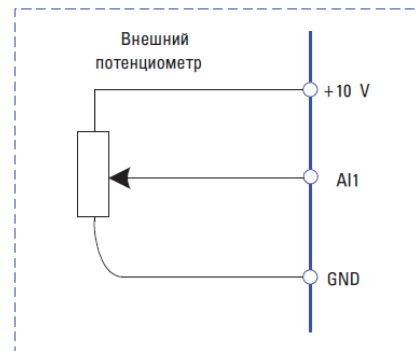 Внешний
потенциометр
+10 V
AI1
GND